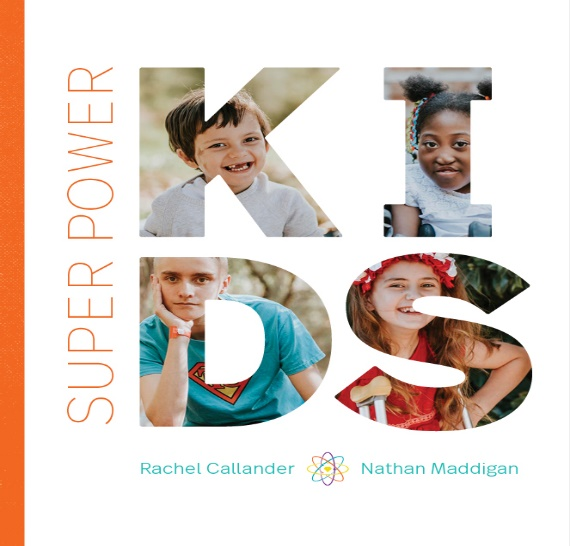 SUPER POWER
KIDS
Rachel Callander Nathan Maddigan